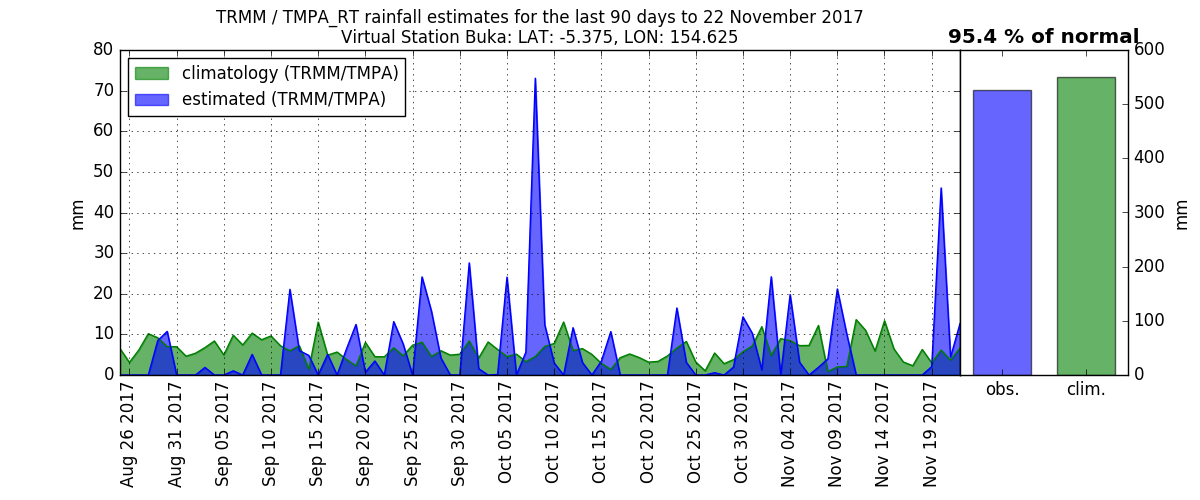 TRMM / TMPA_RT rainfall estimates for the last 90 days to 22 November 2017
Virtual Station Buka: LAT: -5.375, LON: 154.625
95.4 % of normal
climatology (TRMM/TMPA)
estimated (TRMM/TMPA)
80
70
60
50
40
30
20
10
0
mm
Aug 26 2017
Aug 31 2017
Sep 05 2017
Sep 10 2017
Sep 15 2017
Sep 20 2017
Sep 25 2017
Sep 30 2017
Oct 05 2017
Oct 10 2017
Oct 15 2017
Oct 20 2017
Oct 25 2017
Oct 30 2017
Nov 04 2017
Nov 09 2017
Nov 14 2017
Nov 19 2017
obs.
clim.
600
500
400
300
200
100
0
mm